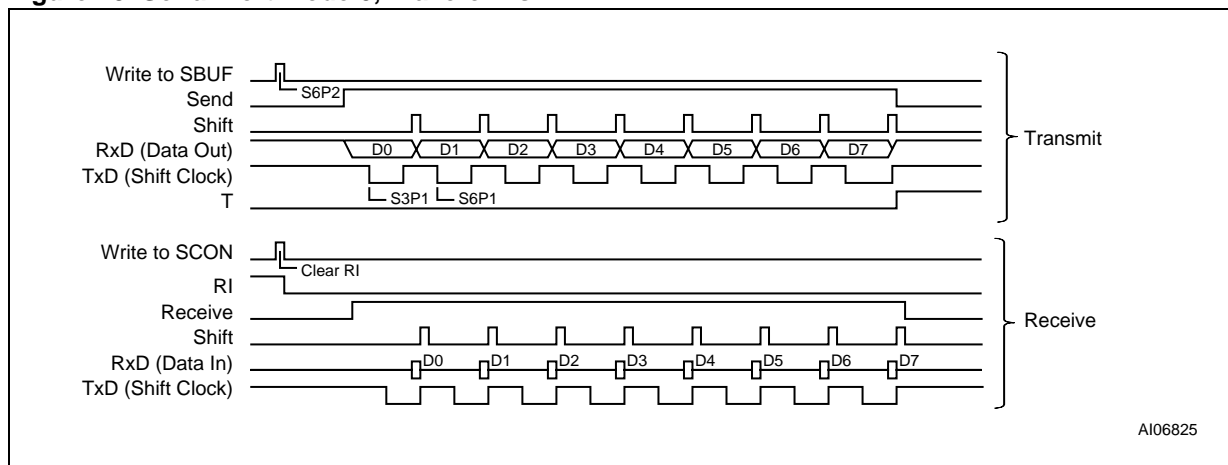 Write to SBUF
S6P2
Send
Shift
RxD (Data Out)
D0 D1 D2 D3 D4 D5 D6 D7
TxD (Shift Clock)
S3P1 S6P1
T
Transmit
Write to SCON
Clear RI
RI
Receive
Shift
RxD (Data In)
D0 D1 D2 D3 D4 D5 D6 D7
TxD (Shift Clock)
Receive
AI06825